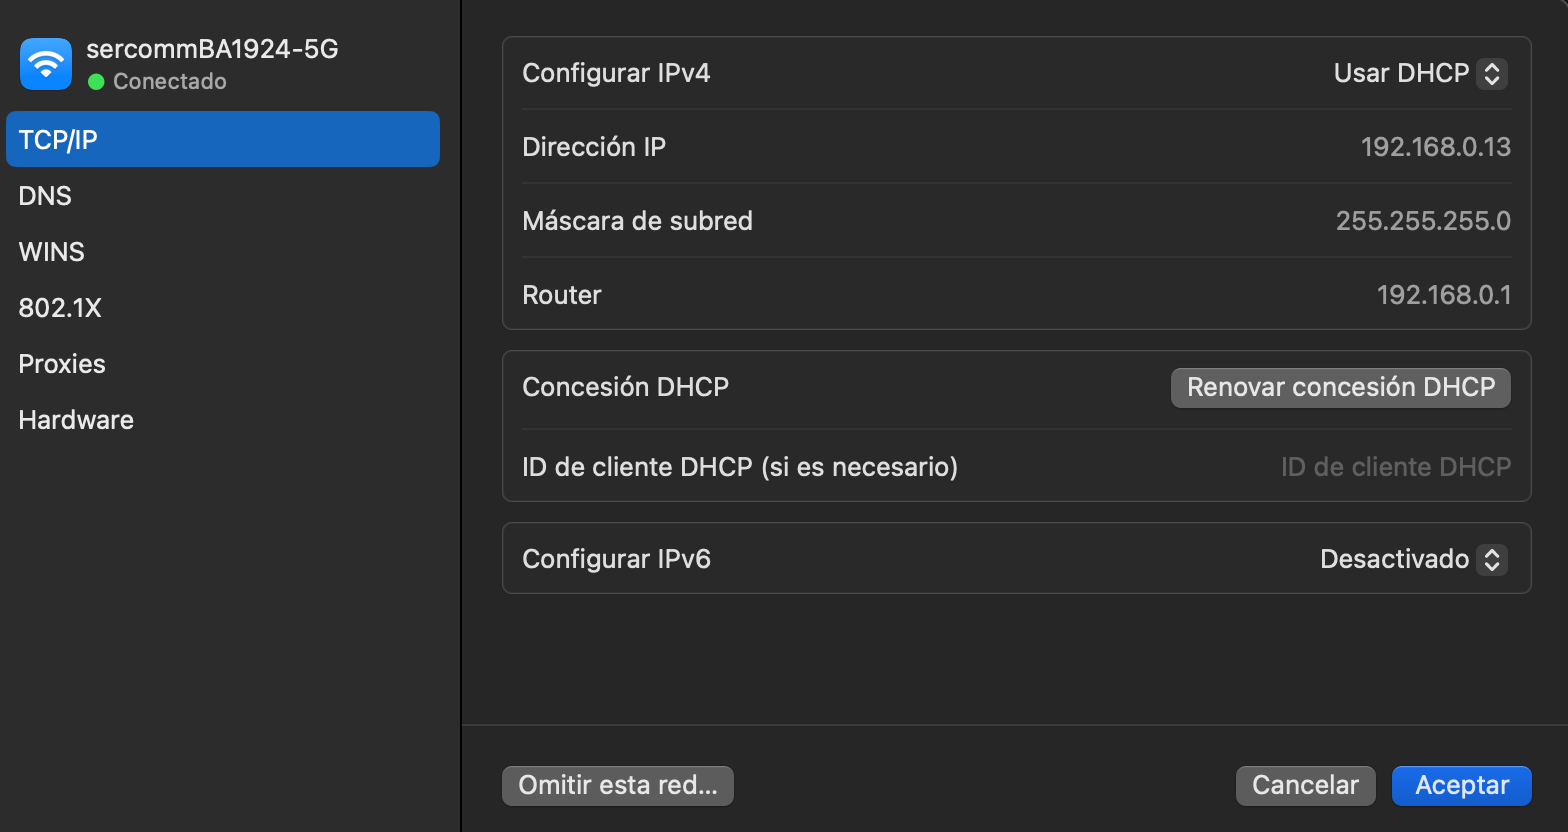 sercommBA1924-5G
Conectado
TCP/IP
DNS
WINS
802.1X
Proxies
Hardware
Configurar IPv4 Usar DHCP
Dirección IP 192.168.0.13
Máscara de subred 255.255.255.0
Router 192.168.0.1
Concesión DHCP Renovar concesión DHCP
ID de cliente DHCP (si es necesario) ID de cliente DHCP
Configurar IPv6 Desactivado
Omitir esta red... Cancelar Aceptar